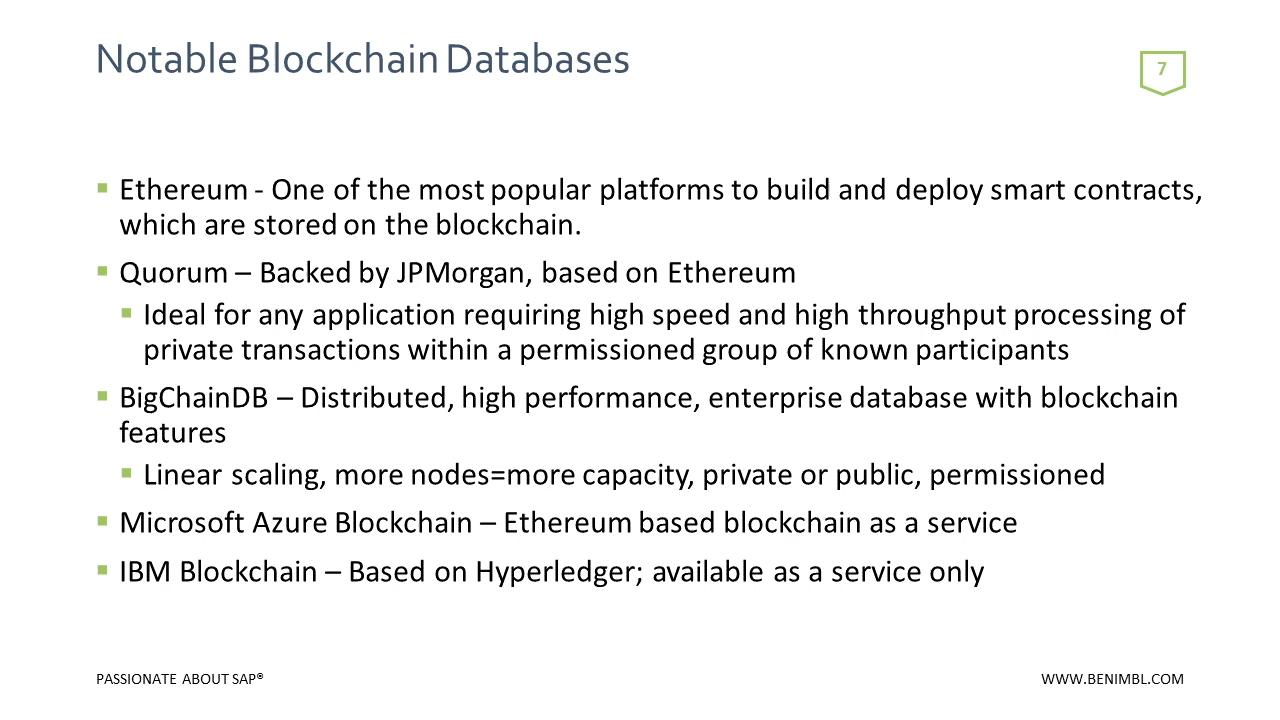 Notable Blockchain Databases
7
▪ Ethereum - One of the most popular platforms to build and deploy smart contracts,
which are stored on the blockchain.
▪ Quorum – Backed by JPMorgan, based on Ethereum
▪ Ideal for any application requiring high speed and high throughput processing of
private transactions within a permissioned group of known participants
▪ BigChainDB – Distributed, high performance, enterprise database with blockchain
features
▪ Linear scaling, more nodes=more capacity, private or public, permissioned
▪ Microsoft Azure Blockchain – Ethereum based blockchain as a service
▪ IBM Blockchain – Based on Hyperledger; available as a service only
PASSIONATE ABOUT SAP®
WWW.BENIMBL.COM